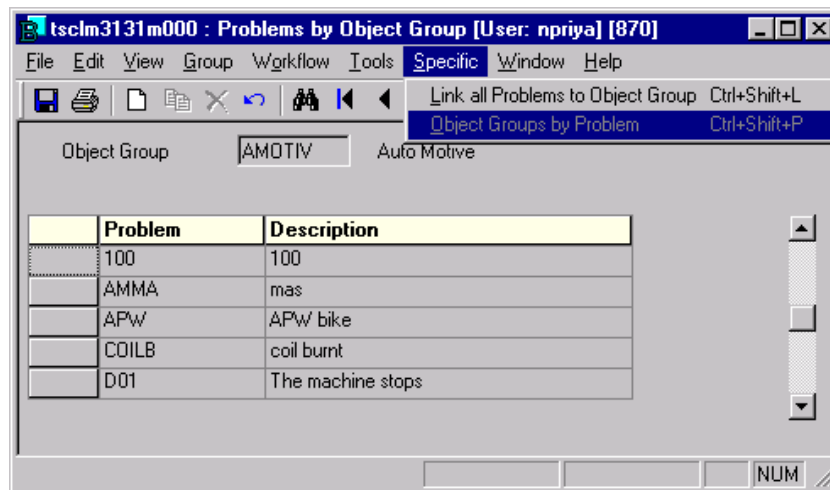 tsclm3131m000 : Problems by Object Group [User: npriya] [870]
File Edit View Group Workflow Tools Specific Window Help
Link all Problems to Object Group Ctrl+Shift+L
Object Groups by Problem Ctrl+Shift+P
Object Group AMOTIV Auto Motive
Problem Description
100 100
AMMA mas
APW APW bike
COILB coil burnt
D01 The machine stops
NUM